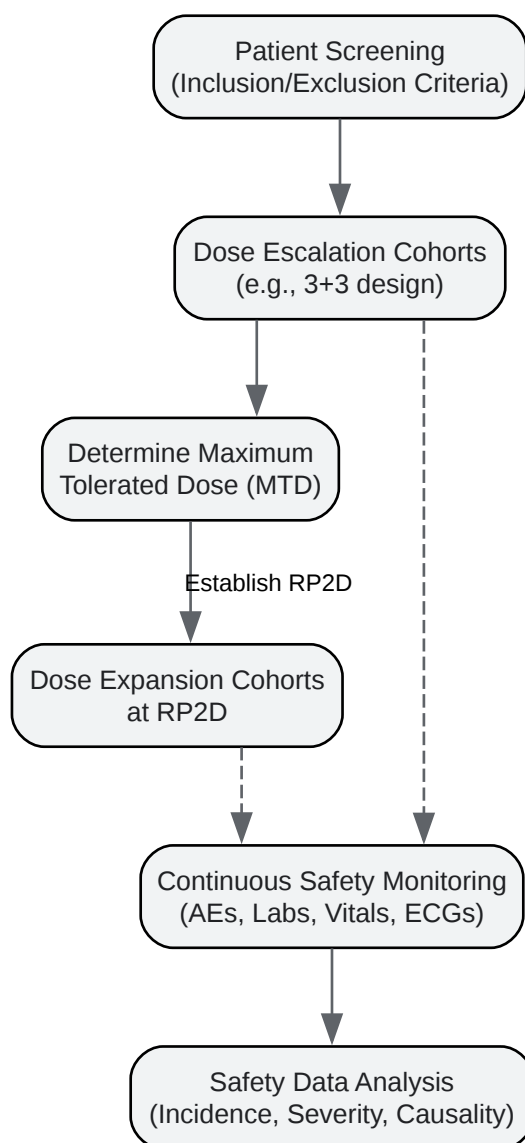 Patient Screening
(Inclusion/Exclusion Criteria)
Dose Escalation Cohorts
(e.g., 3+3 design)
Determine Maximum
Tolerated Dose (MTD)
Establish RP2D
Dose Expansion Cohorts
at RP2D
Continuous Safety Monitoring
(AEs, Labs, Vitals, ECGs)
Safety Data Analysis
(Incidence, Severity, Causality)